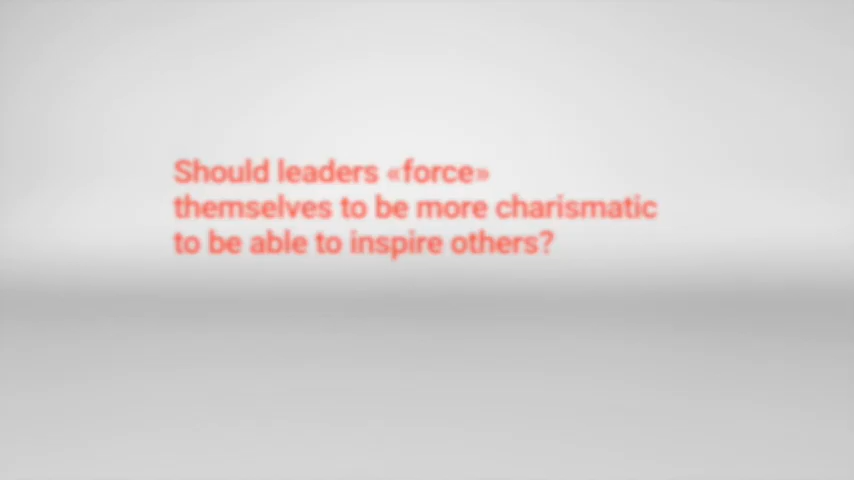 Should leaders «force»
themselves to be more charismatic
to be able to inspire others?